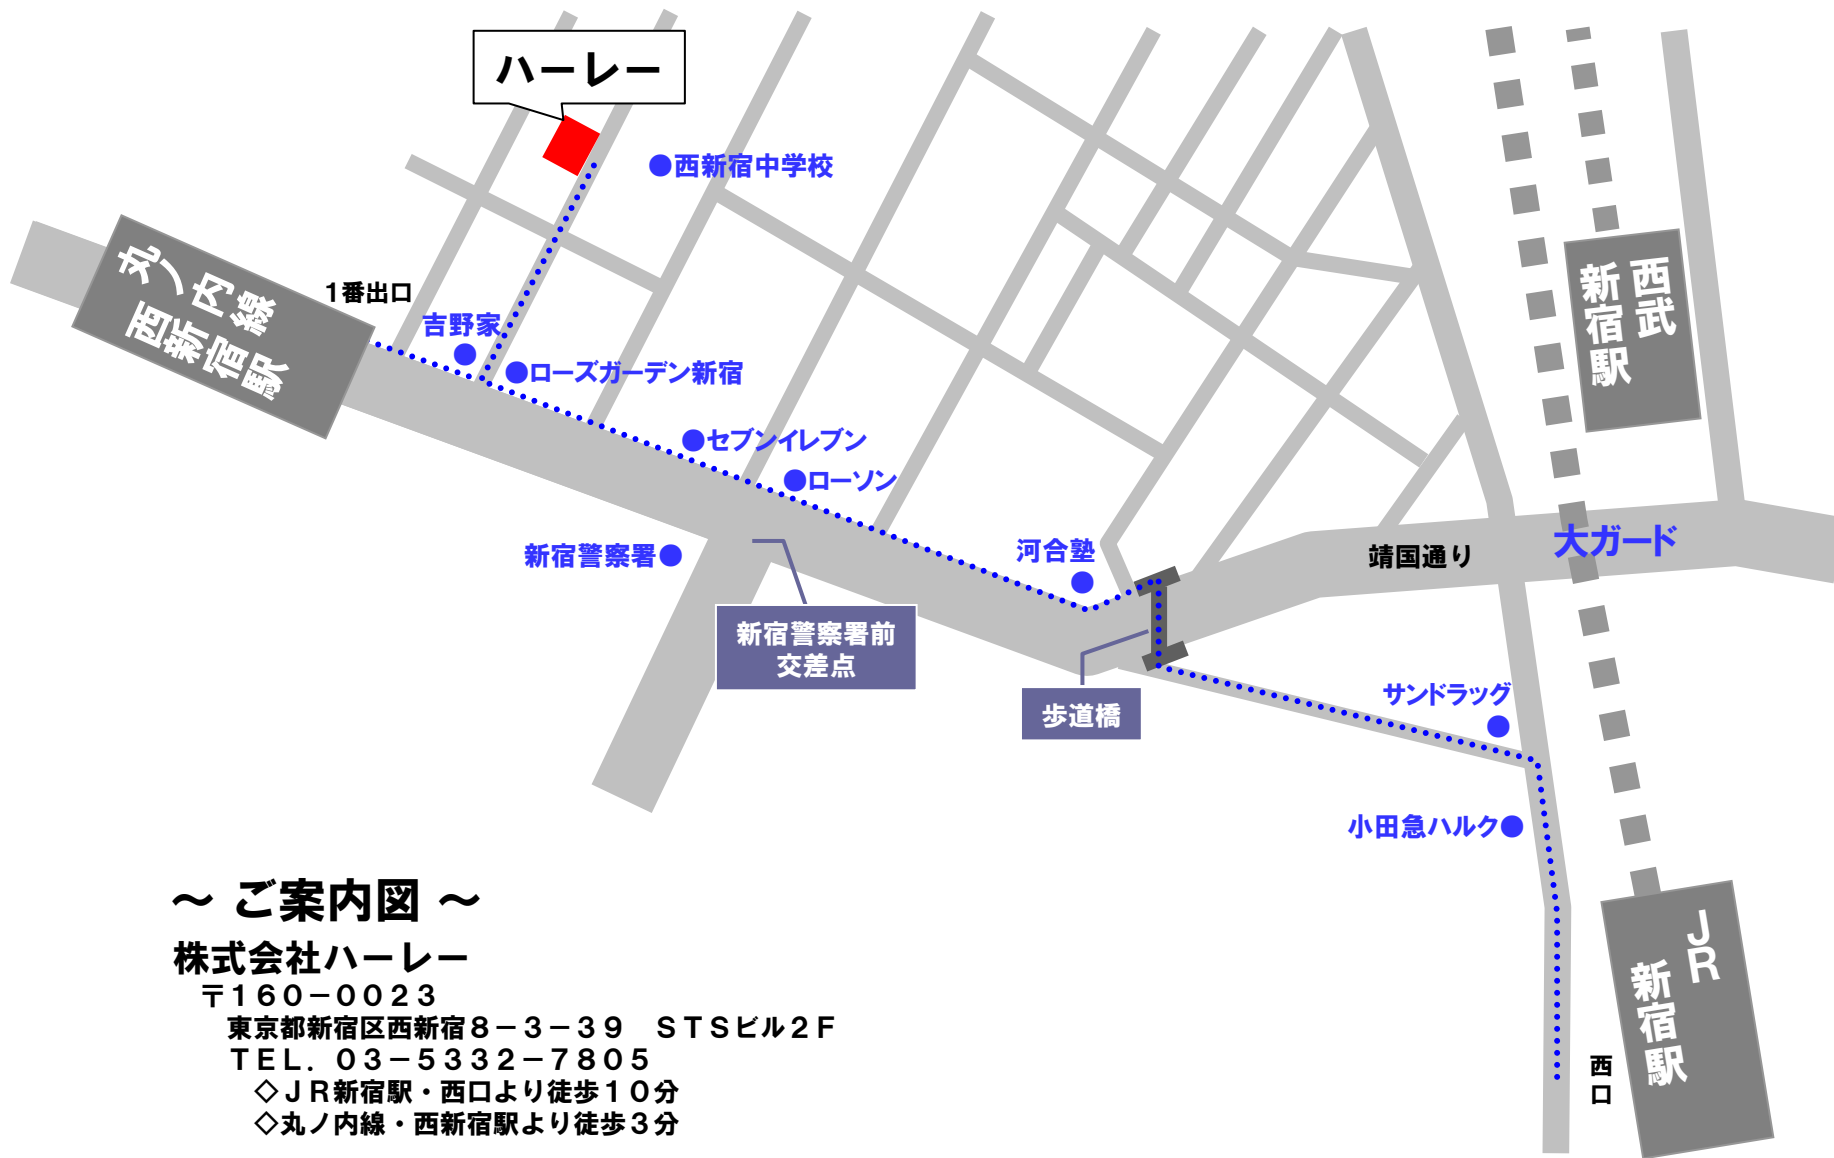 ハーレー
西新宿中学校
丸ノ内線
西新宿駅
1番出口
吉野家
ローズガーデン新宿
セブンイレブン
ローソン
新宿警察署
新宿警察署前
交差点
河合塾
歩道橋
靖国通り
大ガード
西武
新宿駅
サンドラッグ
小田急ハルク
JR
新宿駅
西口
～ ご案内図 ～
株式会社ハーレー
〒１６０－００２３
東京都新宿区西新宿８－３－３９　ＳＴＳビル２Ｆ
ＴＥＬ．０３－５３３２－７８０５
◇ＪＲ新宿駅・西口より徒歩１０分
◇丸ノ内線・西新宿駅より徒歩３分